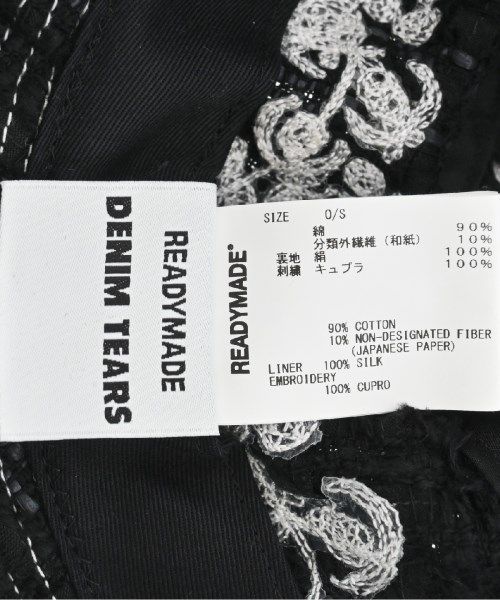 READYMADE
DENIM TEARS
READYMADE®
SIZE O/S
綿 90%
分類外繊維（和紙） 10%
裏地 絹 100%
刺繍 キュプラ 100%
90% COTTON
10% NON-DESIGNATED FIBER
(JAPANESE PAPER)
LINER 100% SILK
EMBROIDERY
100% CUPRO